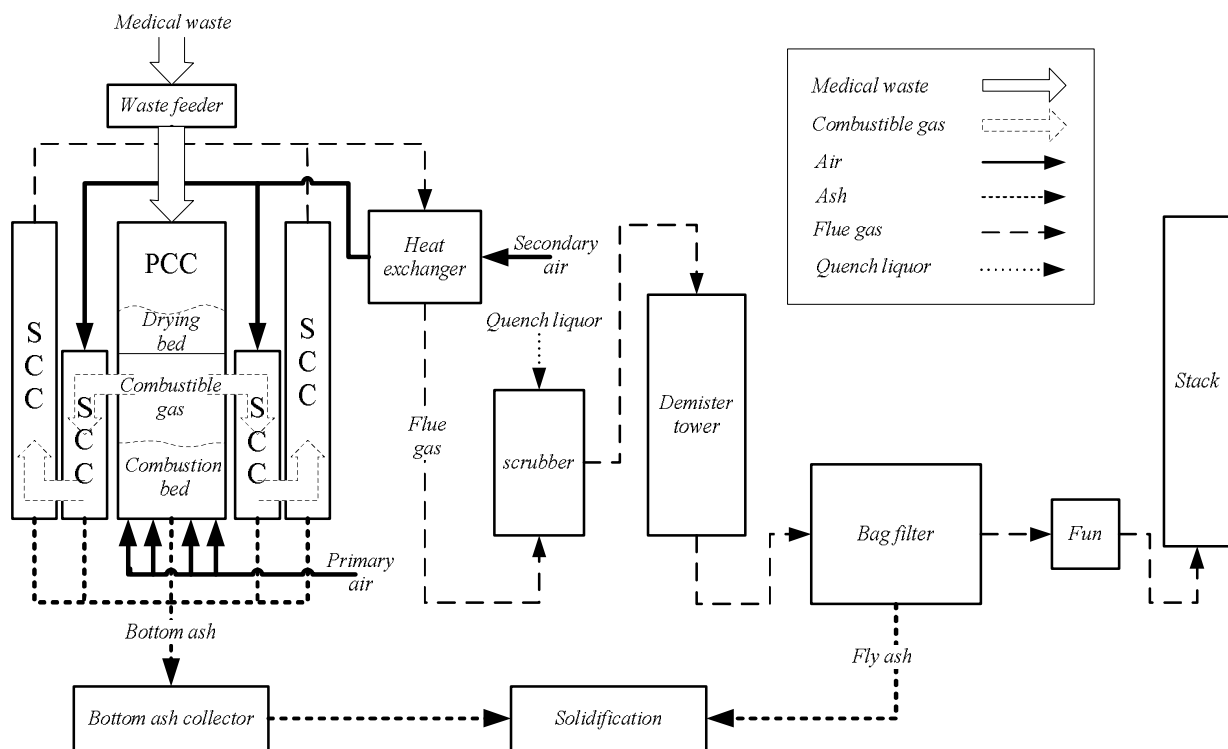 Medical waste
Waste feeder
Medical waste
Combustible gas
Air
Ash
Flue gas
Quench liquor
PCC
Drying
bed
Combustible
gas
Combustion
bed
S
C
C
S
C
C
S
C
C
S
C
C
Heat
exchanger
Secondary
air
Quench liquor
Flue
gas
scrubber
Demister
tower
Bag filter
Fun
Stack
Primary
air
Bottom ash
Fly ash
Bottom ash collector
Solidification